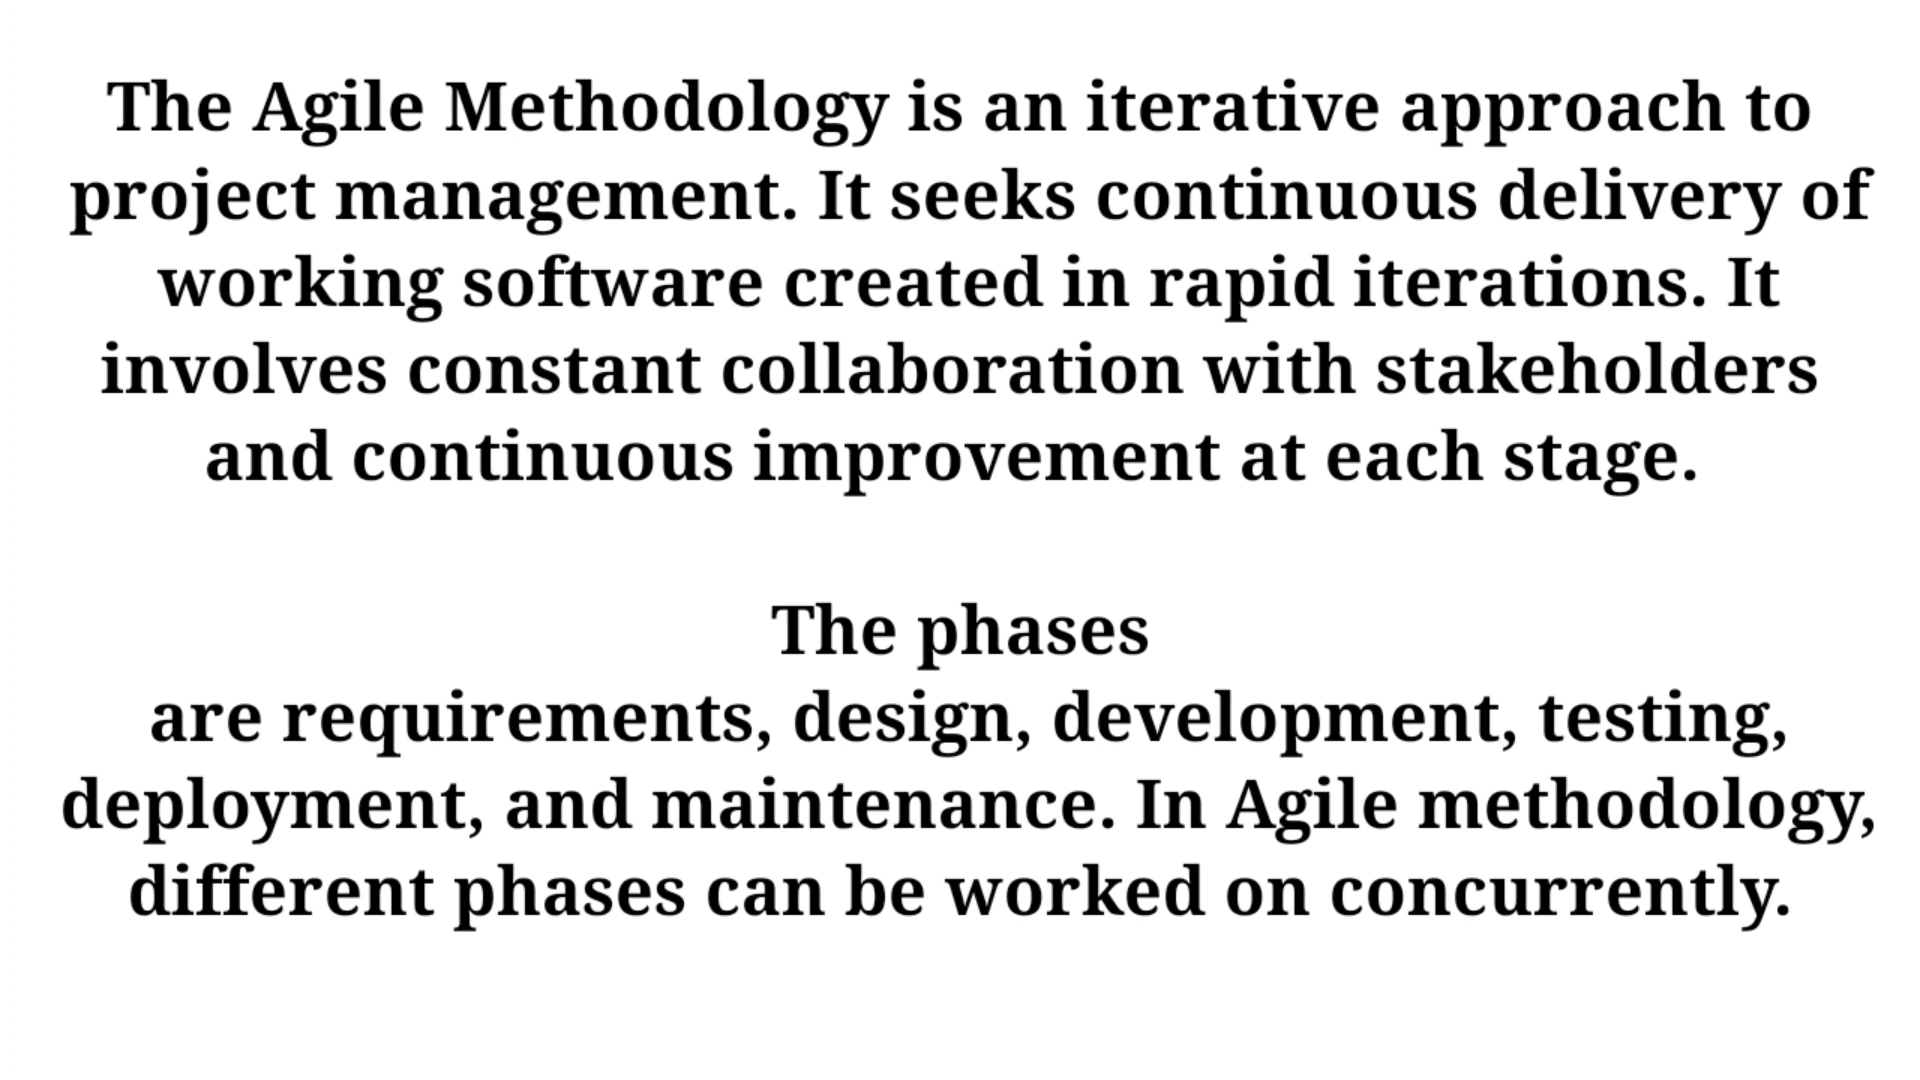 The Agile Methodology is an iterative approach to
project management. It seeks continuous delivery of
working software created in rapid iterations. It
involves constant collaboration with stakeholders
and continuous improvement at each stage.
The phases
are requirements, design, development, testing,
deployment, and maintenance. In Agile methodology,
different phases can be worked on concurrently.